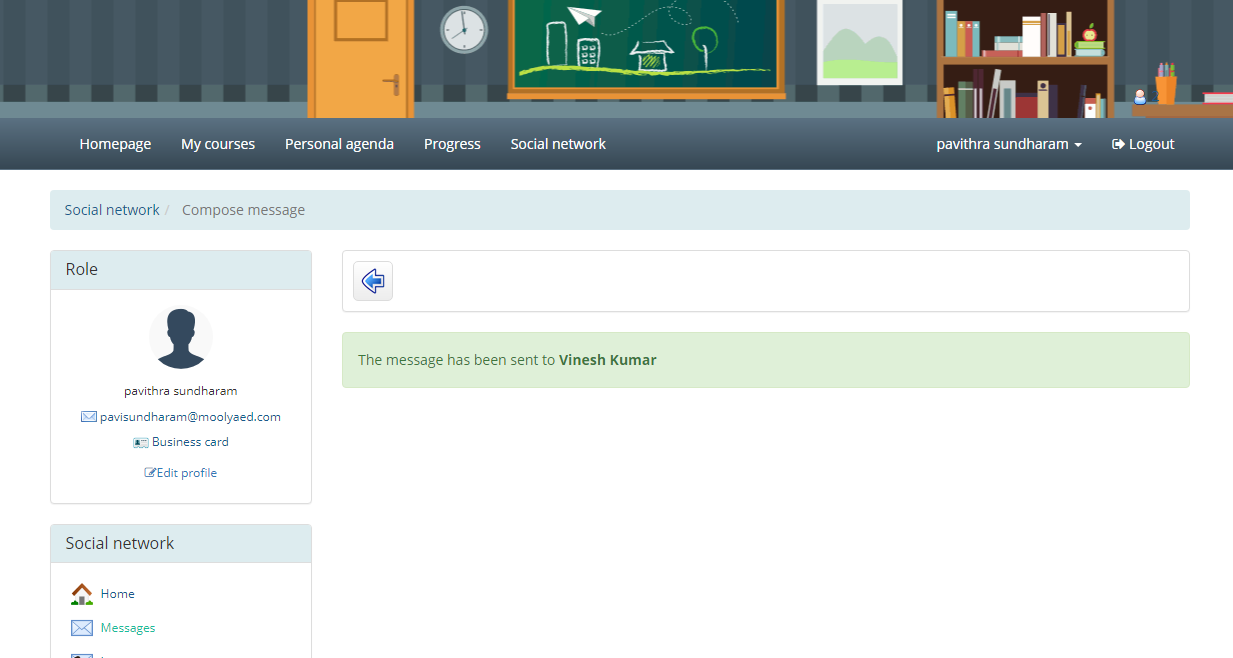 Homepage My courses Personal agenda Progress Social network pavithra sundharam Logout
Social network / Compose message
Role
pavithra sundharam
pavisundharam@moolyaed.com
Business card
Edit profile
The message has been sent to Vinesh Kumar
Social network
Home
Messages